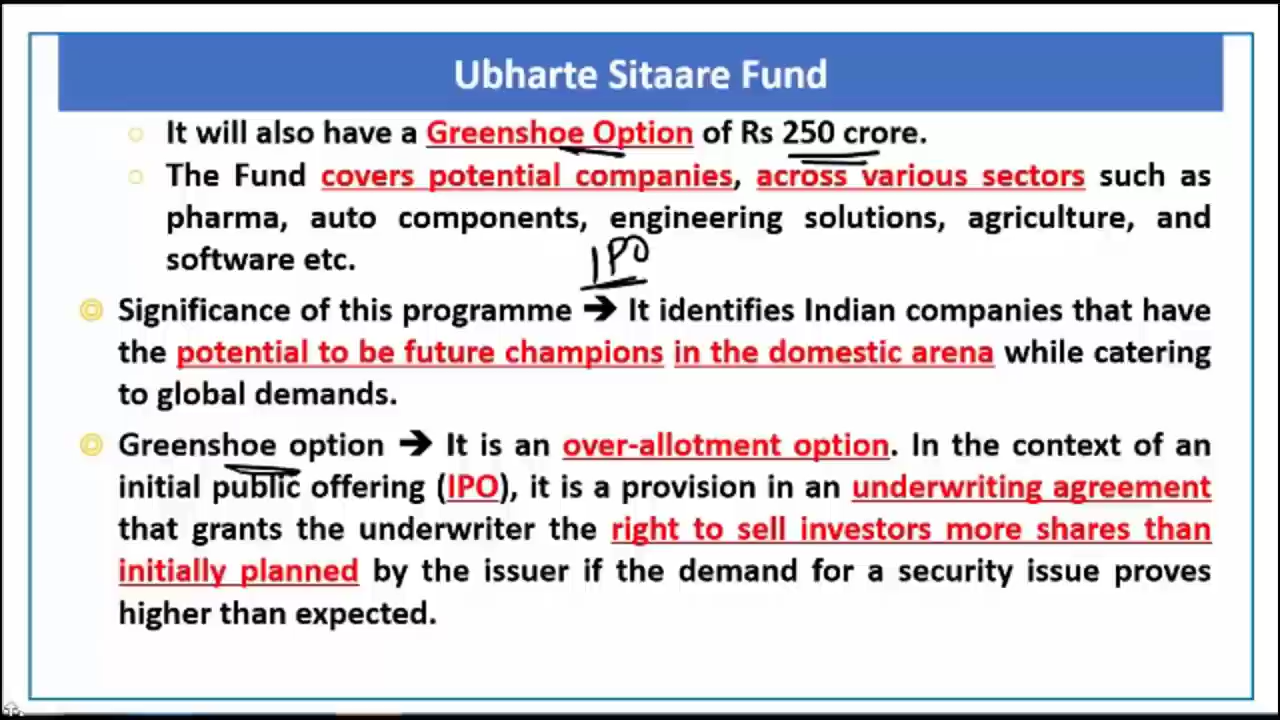 Ubharte Sitaare Fund
It will also have a Greenshoe Option of Rs 250 crore.
The Fund covers potential companies, across various sectors such as
pharma, auto components, engineering solutions, agriculture, and
software etc.
IPO
Significance of this programme ➔ It identifies Indian companies that have
the potential to be future champions in the domestic arena while catering
to global demands.
Greenshoe option ➔ It is an over-allotment option. In the context of an
initial public offering (IPO), it is a provision in an underwriting agreement
that grants the underwriter the right to sell investors more shares than
initially planned by the issuer if the demand for a security issue proves
higher than expected.